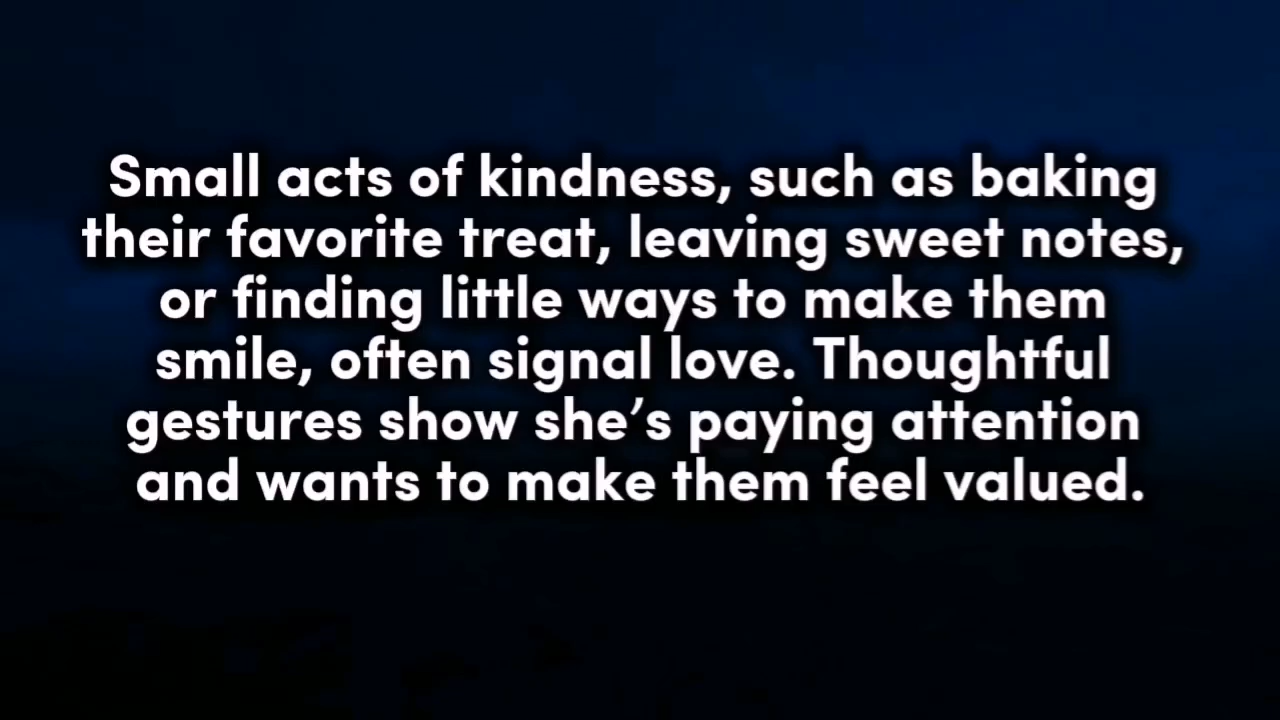 Small acts of kindness, such as baking
their favorite treat, leaving sweet notes,
or finding little ways to make them
smile, often signal love. Thoughtful
gestures show she’s paying attention
and wants to make them feel valued.